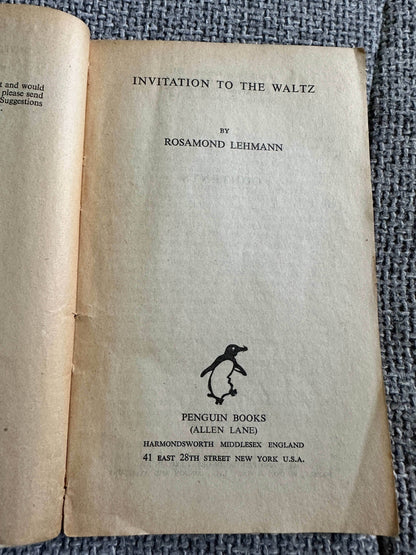 t and would
please send
Suggestions
INVITATION TO THE WALTZ
BY
ROSAMOND LEHMANN
PENGUIN BOOKS
(ALLEN LANE)
HARMONDSWORTH MIDDLESEX ENGLAND
41 EAST 28TH STREET NEW YORK U.S.A.